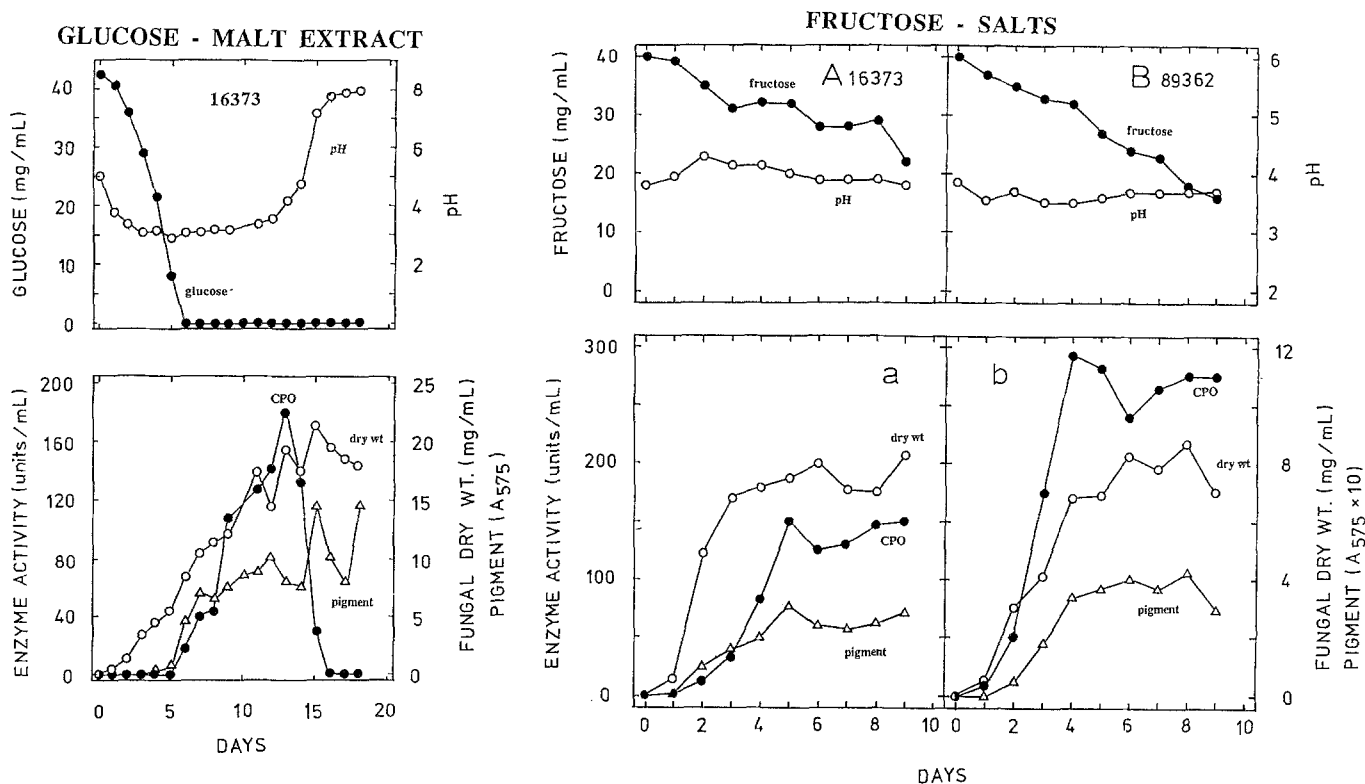 GLUCOSE - MALT EXTRACT
GLUCOSE (mg/mL)
40
30
20
10
0
16373
pH
glucose
8
6
4
2
pH
ENZYME ACTIVITY (units/mL)
200
160
120
80
40
0
CPO
dry wt
pigment
25
20
15
10
5
0
FUNGAL DRY WT. (mg/mL)
PIGMENT (A575)
0
5
10
15
20
DAYS
FRUCTOSE - SALTS
FRUCTOSE (mg/mL)
40
30
20
10
0
A 16373
fructose
pH
B 89362
fructose
pH
6
5
4
3
2
pH
ENZYME ACTIVITY (units/mL)
300
200
100
0
a
dry wt
CPO
pigment
b
CPO
dry wt
pigment
12
8
4
0
FUNGAL DRY WT. (mg/mL)
PIGMENT (A575 ×10)
0
2
4
6
8
10
0
2
4
6
8
10
DAYS